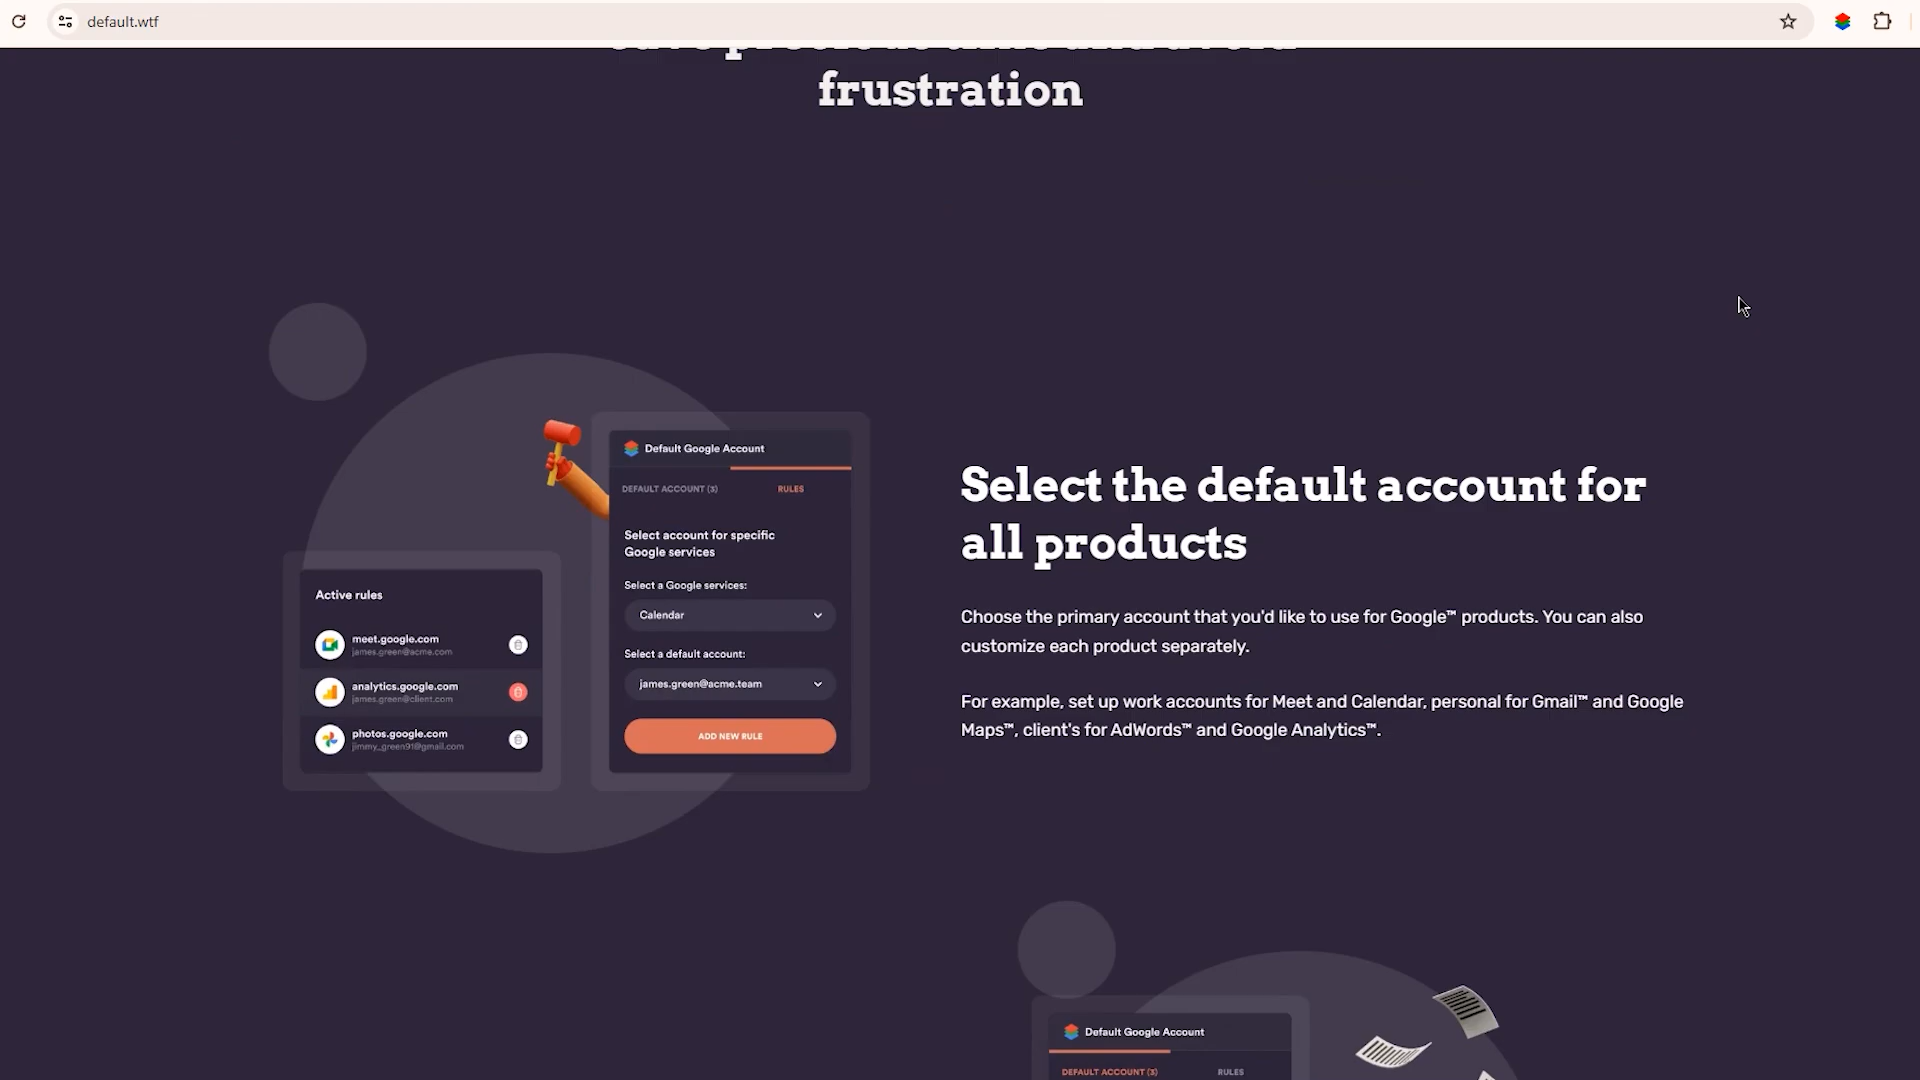 default.wtf
frustration
Default Google Account
DEFAULT ACCOUNT (3)
RULES
Select account for specific
Google services
Select a Google services:
Calendar
Select a default account:
james.green@acme.team
ADD NEW RULE
Active rules
meet.google.com
james.green@acme.com
analytics.google.com
james.green@client.com
photos.google.com
jimmy_green91@gmail.com
Select the default account for
all products
Choose the primary account that you'd like to use for Google™ products. You can also
customize each product separately.
For example, set up work accounts for Meet and Calendar, personal for Gmail™ and Google
Maps™, client's for AdWords™ and Google Analytics™.
Default Google Account
DEFAULT ACCOUNT (3)
RULES